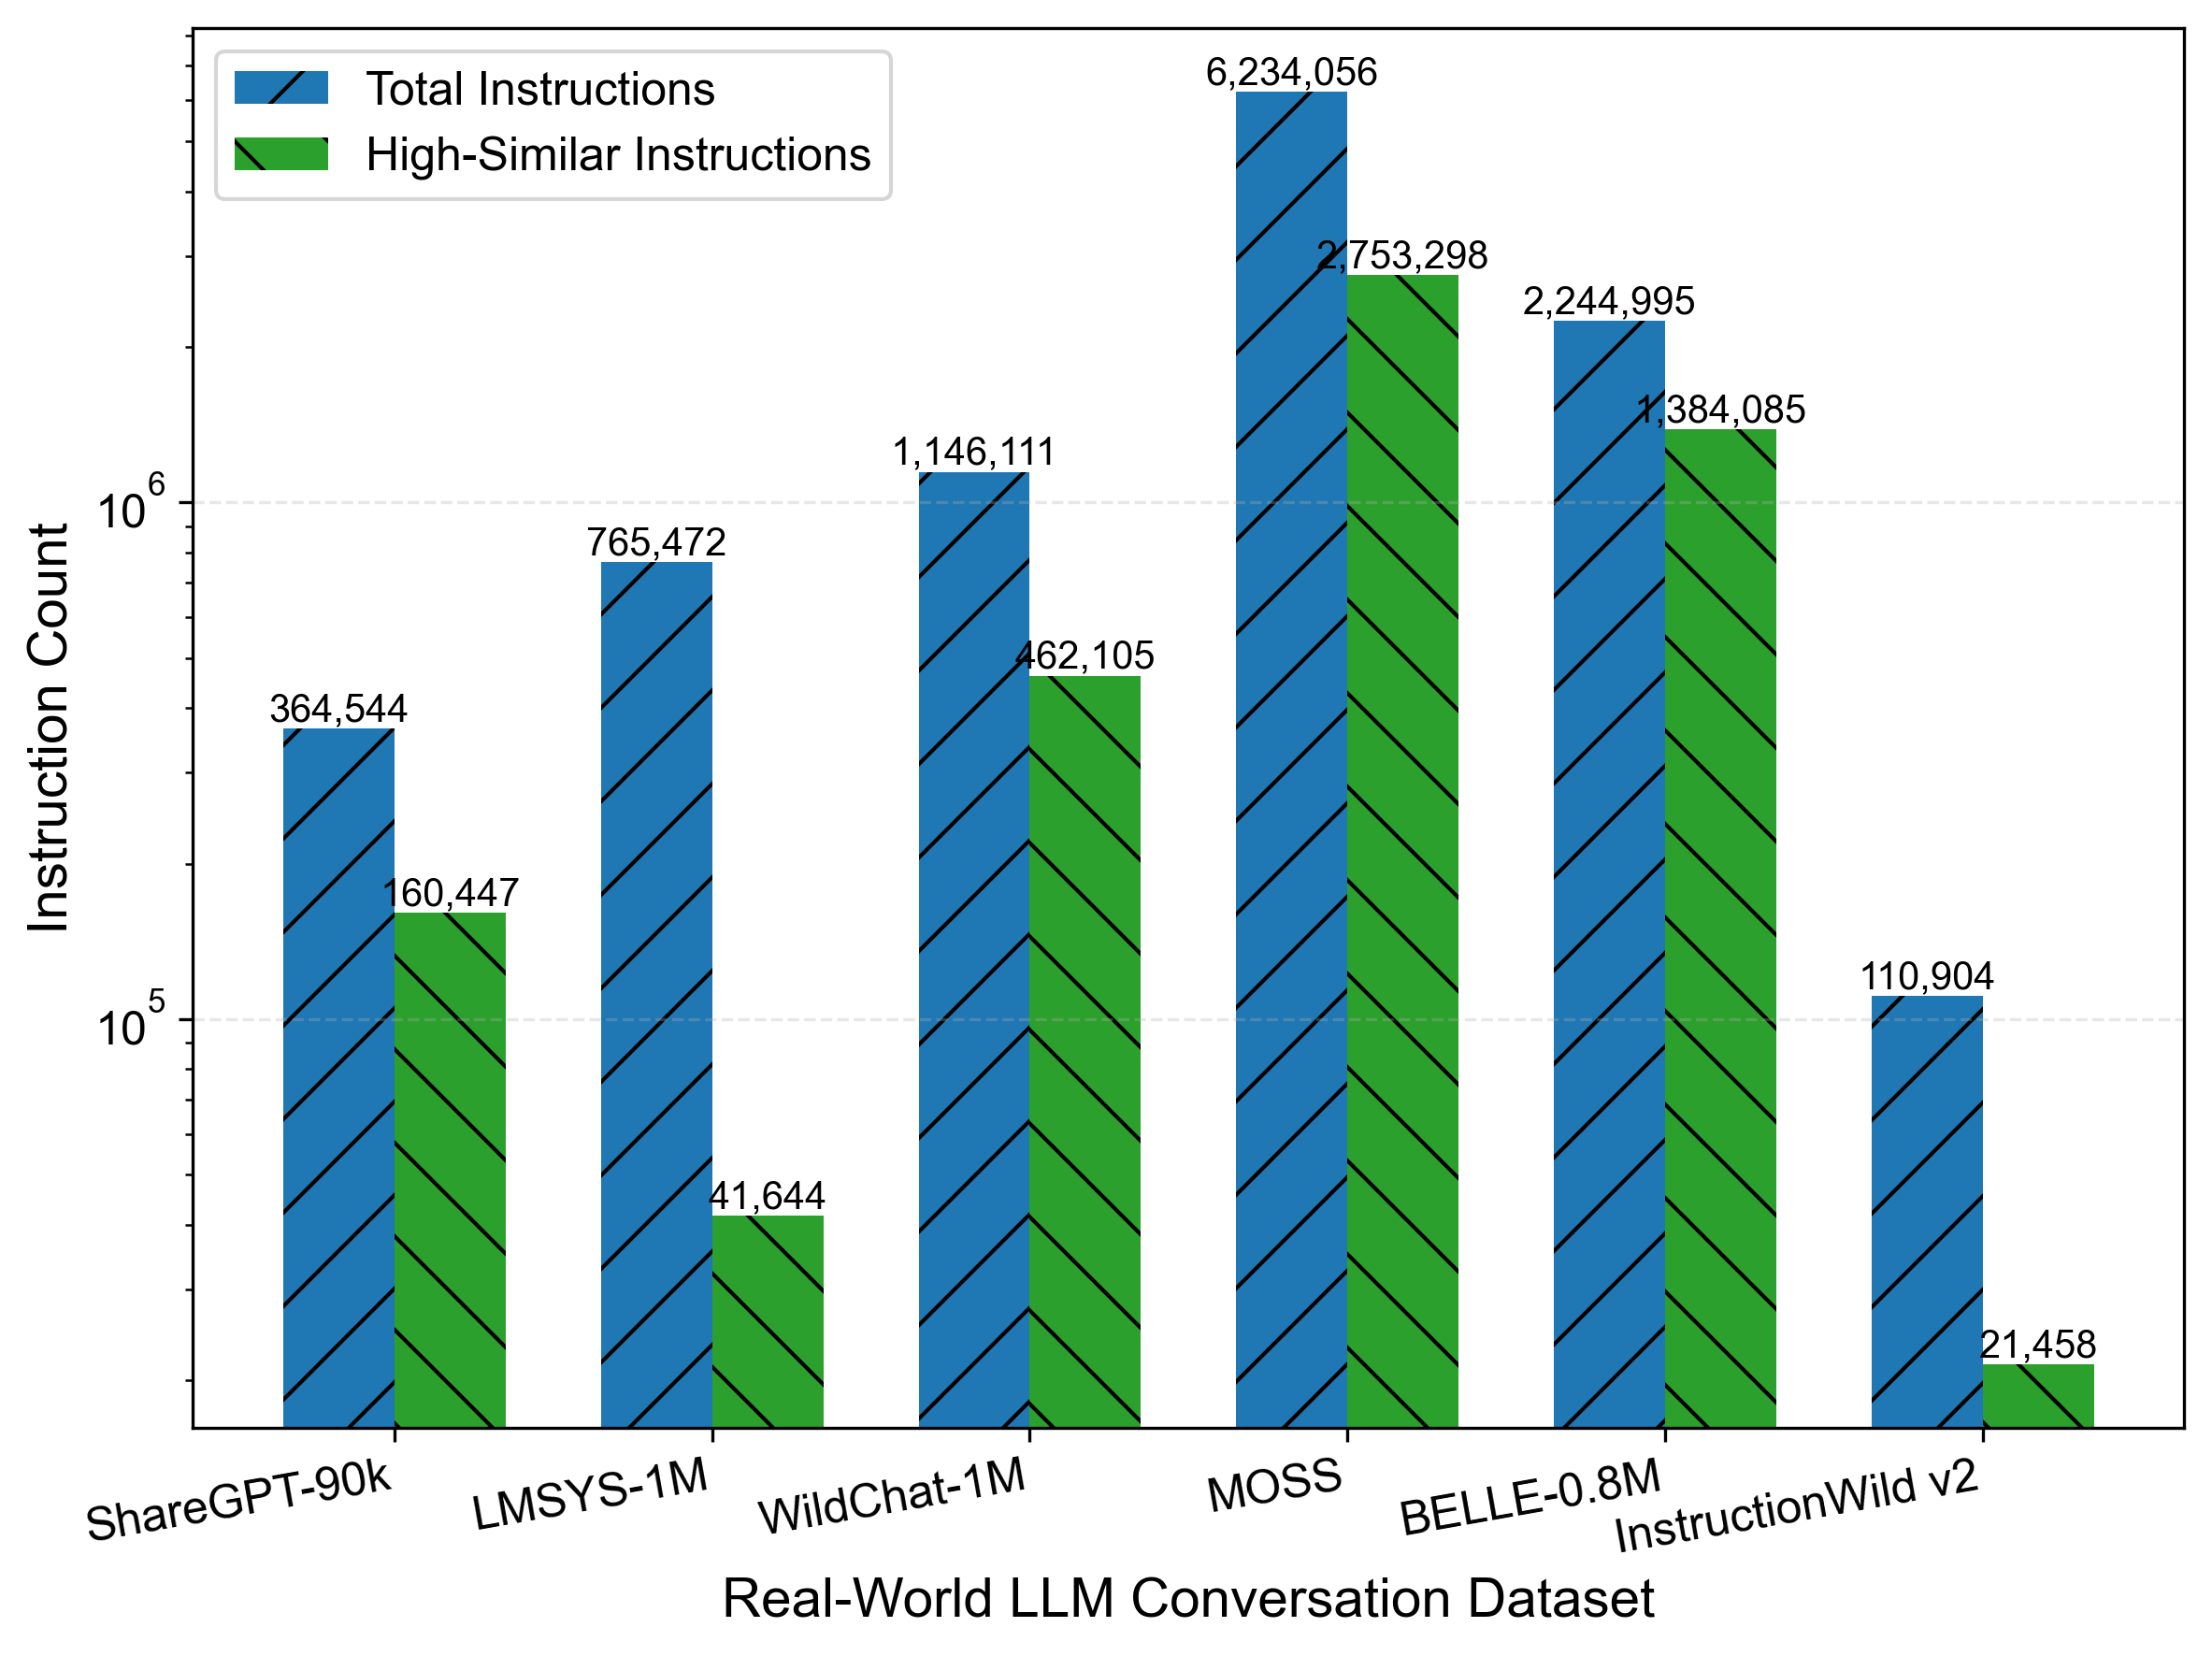 Total Instructions
High-Similar Instructions
6,234,056
2,753,298
2,244,995
1,384,085
1,146,111
765,472
462,105
364,544
160,447
110,904
41,644
21,458
10^6
10^5
Instruction Count
ShareGPT-90k
LMSYS-1M
WildChat-1M
MOSS
BELLE-0.8M
InstructionWild v2
Real-World LLM Conversation Dataset